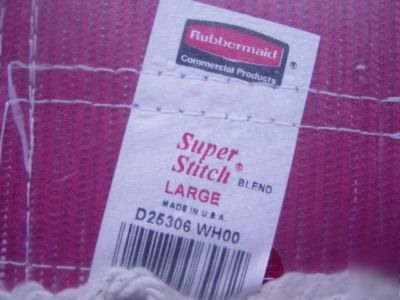 Rubbermaid
Commercial Products ®
Super
Stitch® BLEND
LARGE
MADE IN U.S.A.
D25306 WH00